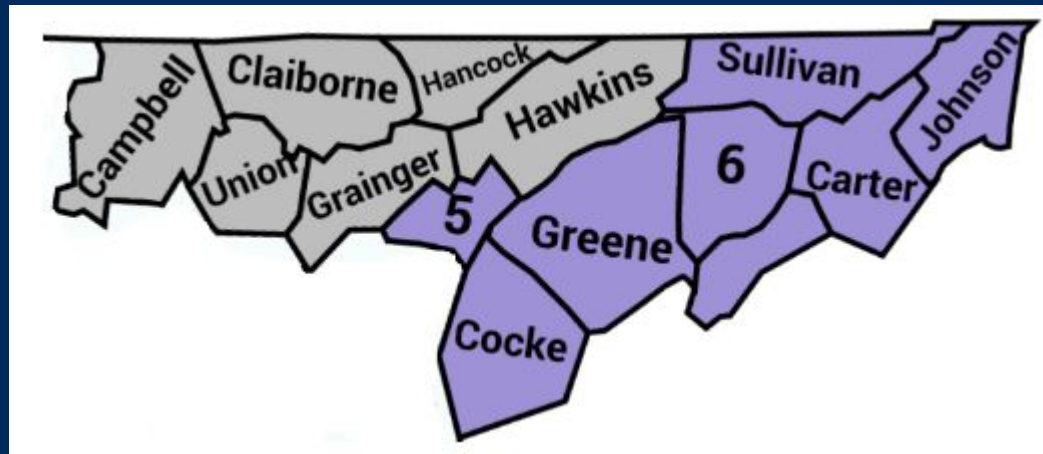 Campbell
Claiborne
Hancock
Hawkins
Sullivan
Johnson
Union
Grainger
5
Greene
6
Carter
Cocke